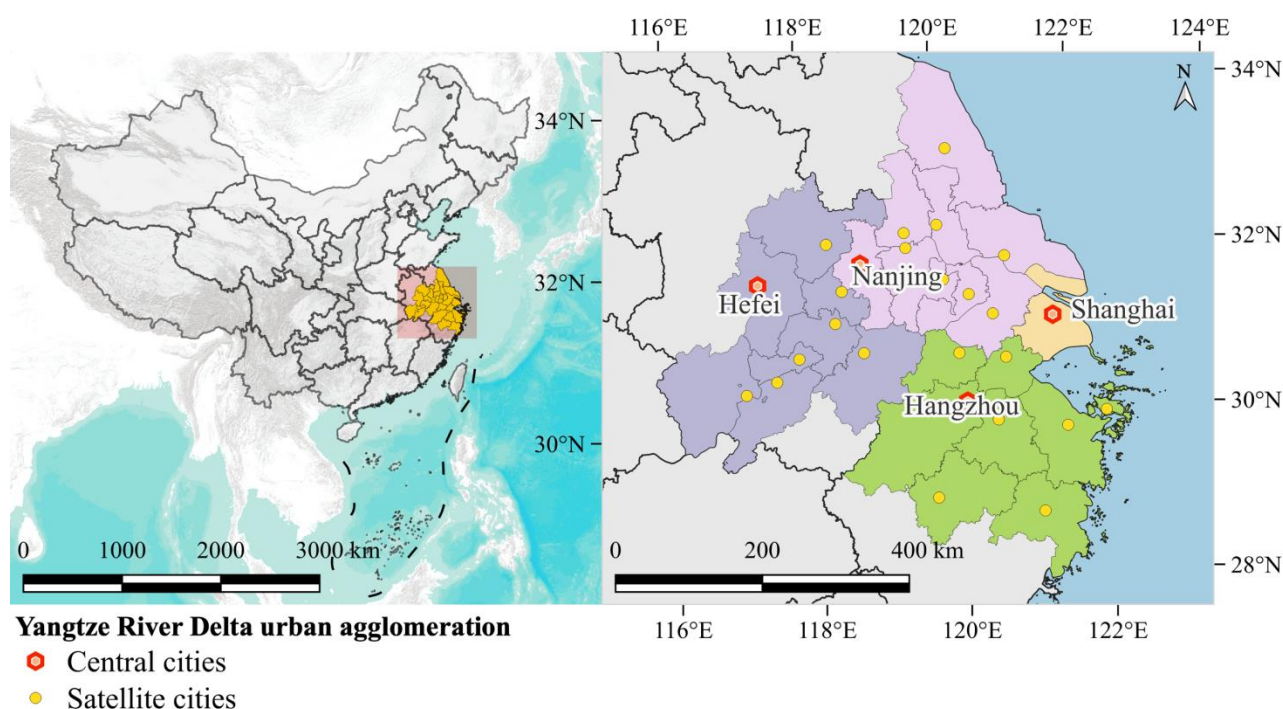 116°E 118°E 120°E 122°E 124°E
34°N
N
34°N
32°N
32°N
30°N
30°N
28°N
Nanjing
Hefei
Shanghai
Hangzhou
0 1000 2000 3000 km
0 200 400 km
116°E 118°E 120°E 122°E
Yangtze River Delta urban agglomeration
Central cities
Satellite cities